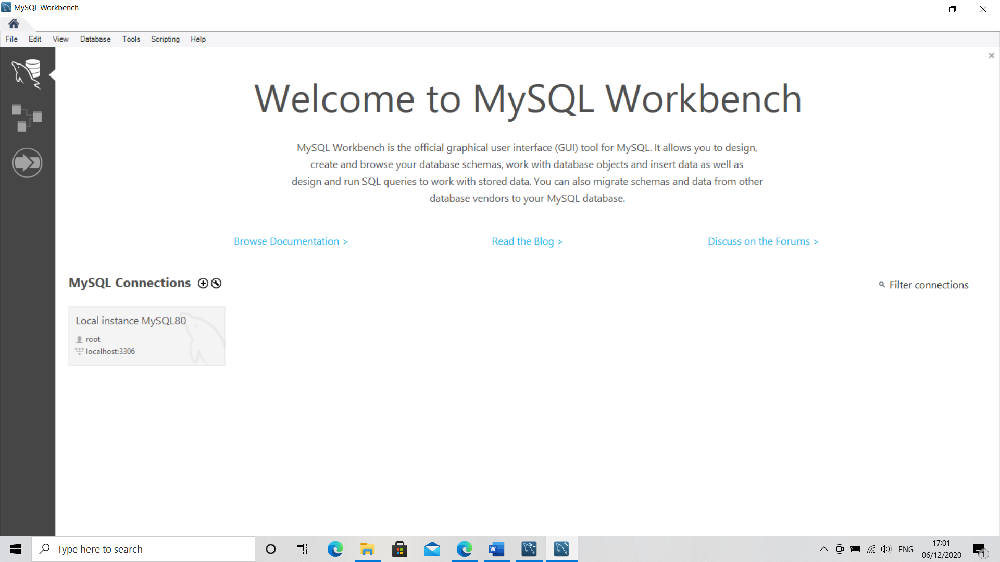 MySQL Workbench
File Edit View Database Tools Scripting Help
Welcome to MySQL Workbench
MySQL Workbench is the official graphical user interface (GUI) tool for MySQL. It allows you to design,
create and browse your database schemas, work with database objects and insert data as well as
design and run SQL queries to work with stored data. You can also migrate schemas and data from other
database vendors to your MySQL database.
Browse Documentation > Read the Blog > Discuss on the Forums >
MySQL Connections
Filter connections
Local instance MySQL80
root
localhost:3306
Type here to search
W
ENG
17:01
06/12/2020
1